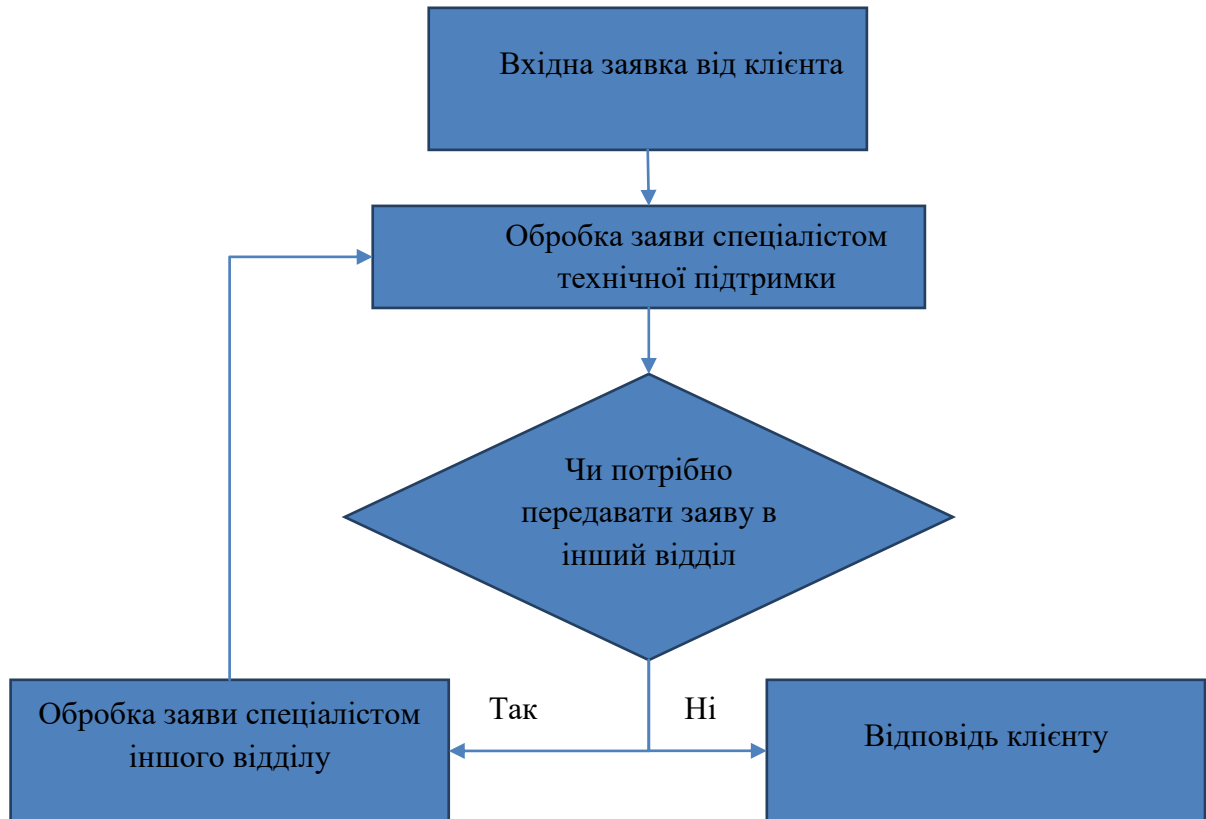 Вхідна заявка від клієнта
Обробка заяви спеціалістом
технічної підтримки
Чи потрібно
передавати заяву в
інший відділ
Так
Ні
Обробка заяви спеціалістом
іншого відділу
Відповідь клієнту